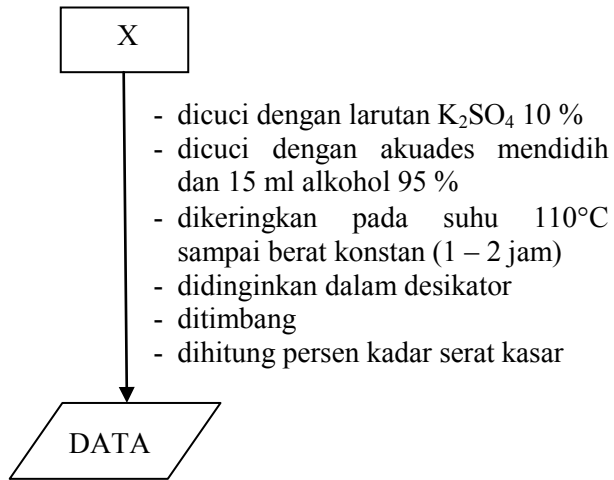 X
- dicuci dengan larutan K₂SO₄ 10 %
- dicuci dengan akuades mendidih
dan 15 ml alkohol 95 %
- dikeringkan pada suhu 110°C
sampai berat konstan (1 – 2 jam)
- didinginkan dalam desikator
- ditimbang
- dihitung persen kadar serat kasar
DATA